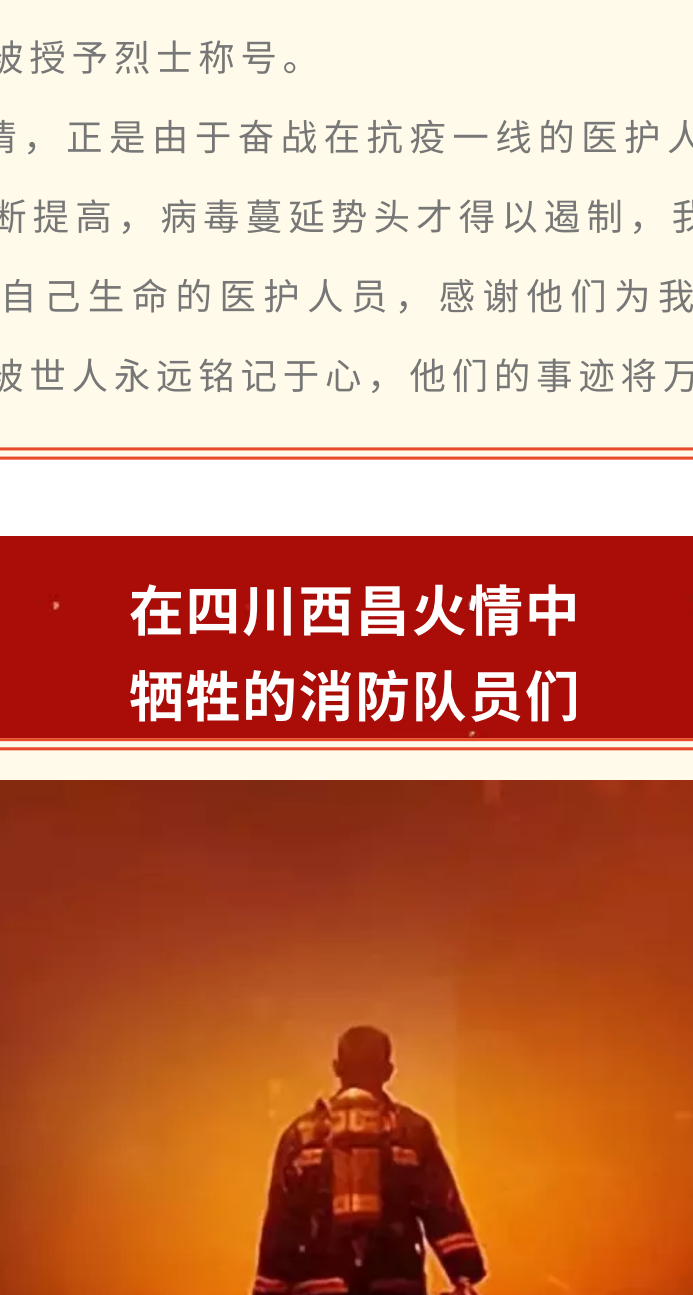 被授予烈士称号。
情，正是由于奋战在抗疫一线的医护人
断提高，病毒蔓延势头才得以遏制，我
自己生命的医护人员，感谢他们为我
被世人永远铭记于心，他们的事迹将万
在四川西昌火情中
牺牲的消防队员们